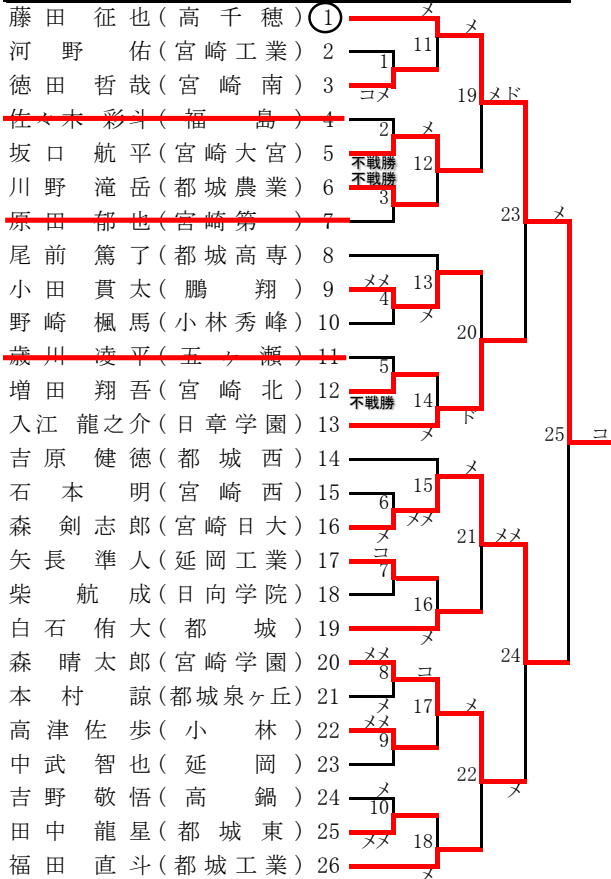 藤田 征也(高千穂) 1
河野 佑(宮崎工業) 2
徳田 哲哉(宮崎南) 3
佐々木 彩斗(福島) 4
坂口 航平(宮崎大宮) 5
川野 滝岳(都城農業) 6
原田 郁也(宮崎第一) 7
尾前 篤了(都城高専) 8
小田 貫太(鵬翔) 9
野崎 楓馬(小林秀峰) 10
歳川 凌平(五ヶ瀬) 11
増田 翔吾(宮崎北) 12
入江 龍之介(日章学園) 13
吉原 健徳(都城西) 14
石本 明(宮崎西) 15
森 剣志郎(宮崎日大) 16
矢長 準人(延岡工業) 17
柴 航成(日向学院) 18
白石 侑大(都城) 19
森 晴太郎(宮崎学園) 20
本村 諒(都城泉ヶ丘) 21
高津佐 歩(小林) 22
中武 智也(延岡) 23
吉野 敬悟(高鍋) 24
田中 龍星(都城東) 25
福田 直斗(都城工業) 26
1
コメ
2
不戦勝
不戦勝
3
メメ
4
5
不戦勝
6
メ
コ
7
メメ
8
メ
メメ
9
メ
10
メメ
メ
11
メ
12
13
メ
14
メ
15
メメ
16
メ
コ
17
18
メ
メ
19
20
ド
メ
21
メ
22
メド
23
メメ
24
メ
メ
25
コ